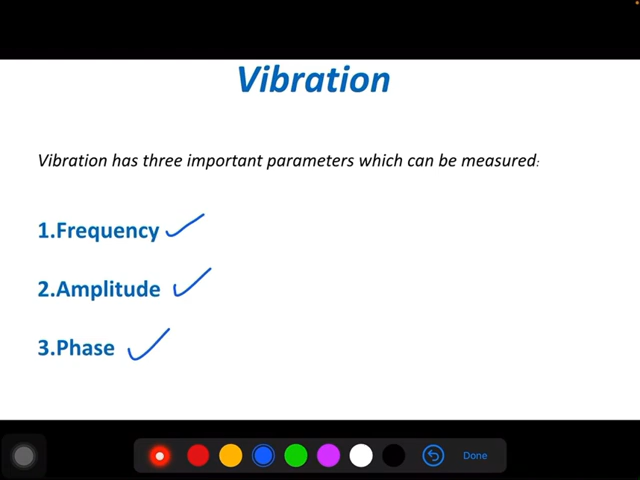 Vibration
Vibration has three important parameters which can be measured:
1.Frequency
2.Amplitude
3.Phase
Done